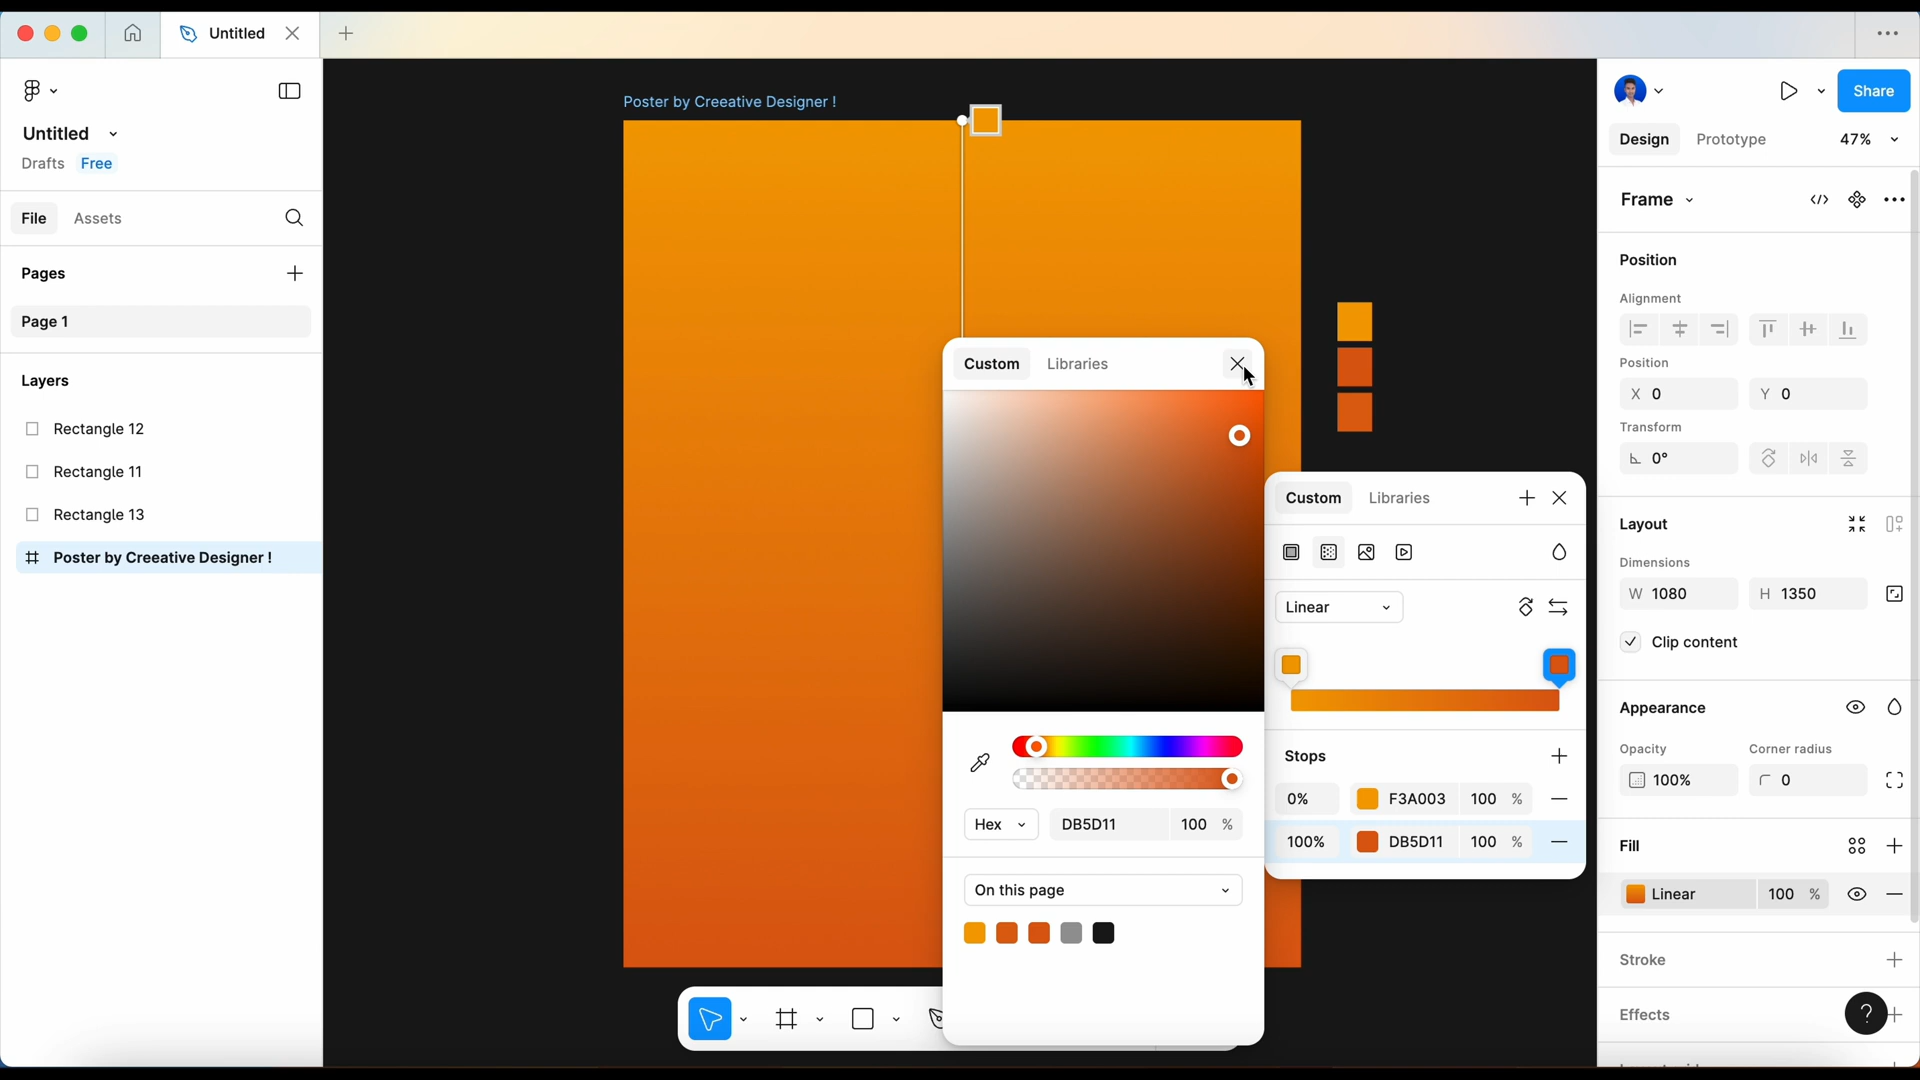 Untitled
Untitled
Drafts Free
File Assets
Pages
Page 1
Layers
Rectangle 12
Rectangle 11
Rectangle 13
Poster by Creeative Designer !
Poster by Creeative Designer !
Custom Libraries
Hex DB5D11 100 %
On this page
Custom Libraries
Linear
Stops
0% F3A003 100 %
100% DB5D11 100 %
Share
Design Prototype 47%
Frame
Position
Alignment
Position
X 0 Y 0
Transform
0°
Layout
Dimensions
W 1080 H 1350
Clip content
Appearance
Opacity Corner radius
100% 0
Fill
Linear 100 %
Stroke
Effects
?